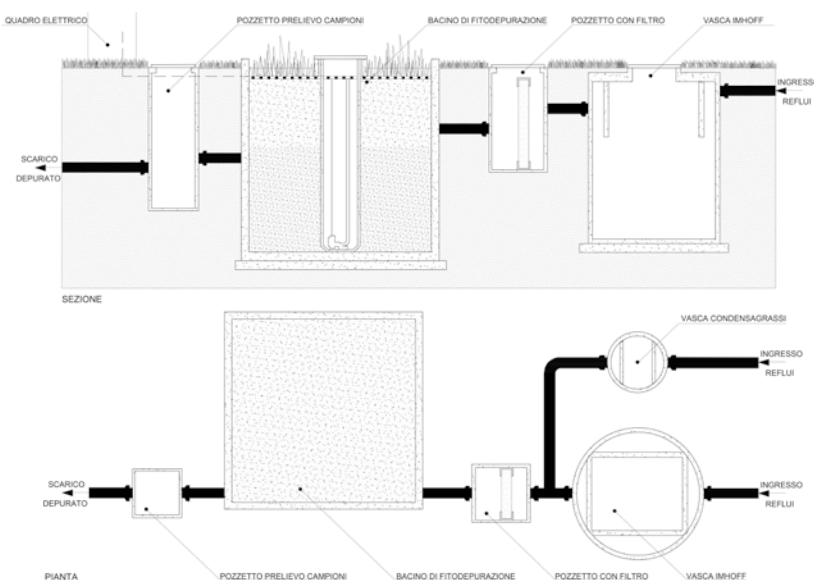 QUADRO ELETTRICO
POZZETTO PRELIEVO CAMPIONI
BACINO DI FITODEPURAZIONE
POZZETTO CON FILTRO
VASCA IMHOFF
INGRESSO
REFLUI
SCARICO
DEPURATO
SEZIONE
VASCA CONDENSAGRASSI
INGRESSO
REFLUI
SCARICO
DEPURATO
INGRESSO
REFLUI
PIANTA
POZZETTO PRELIEVO CAMPIONI
BACINO DI FITODEPURAZIONE
POZZETTO CON FILTRO
VASCA IMHOFF